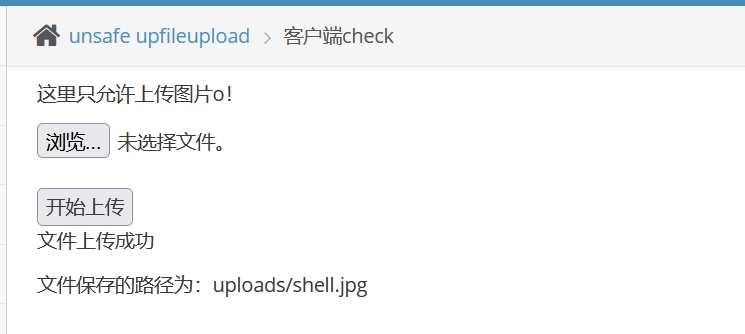 unsafe upfileupload > 客户端check
这里只允许上传图片o!
浏览... 未选择文件。
开始上传
文件上传成功
文件保存的路径为：uploads/shell.jpg